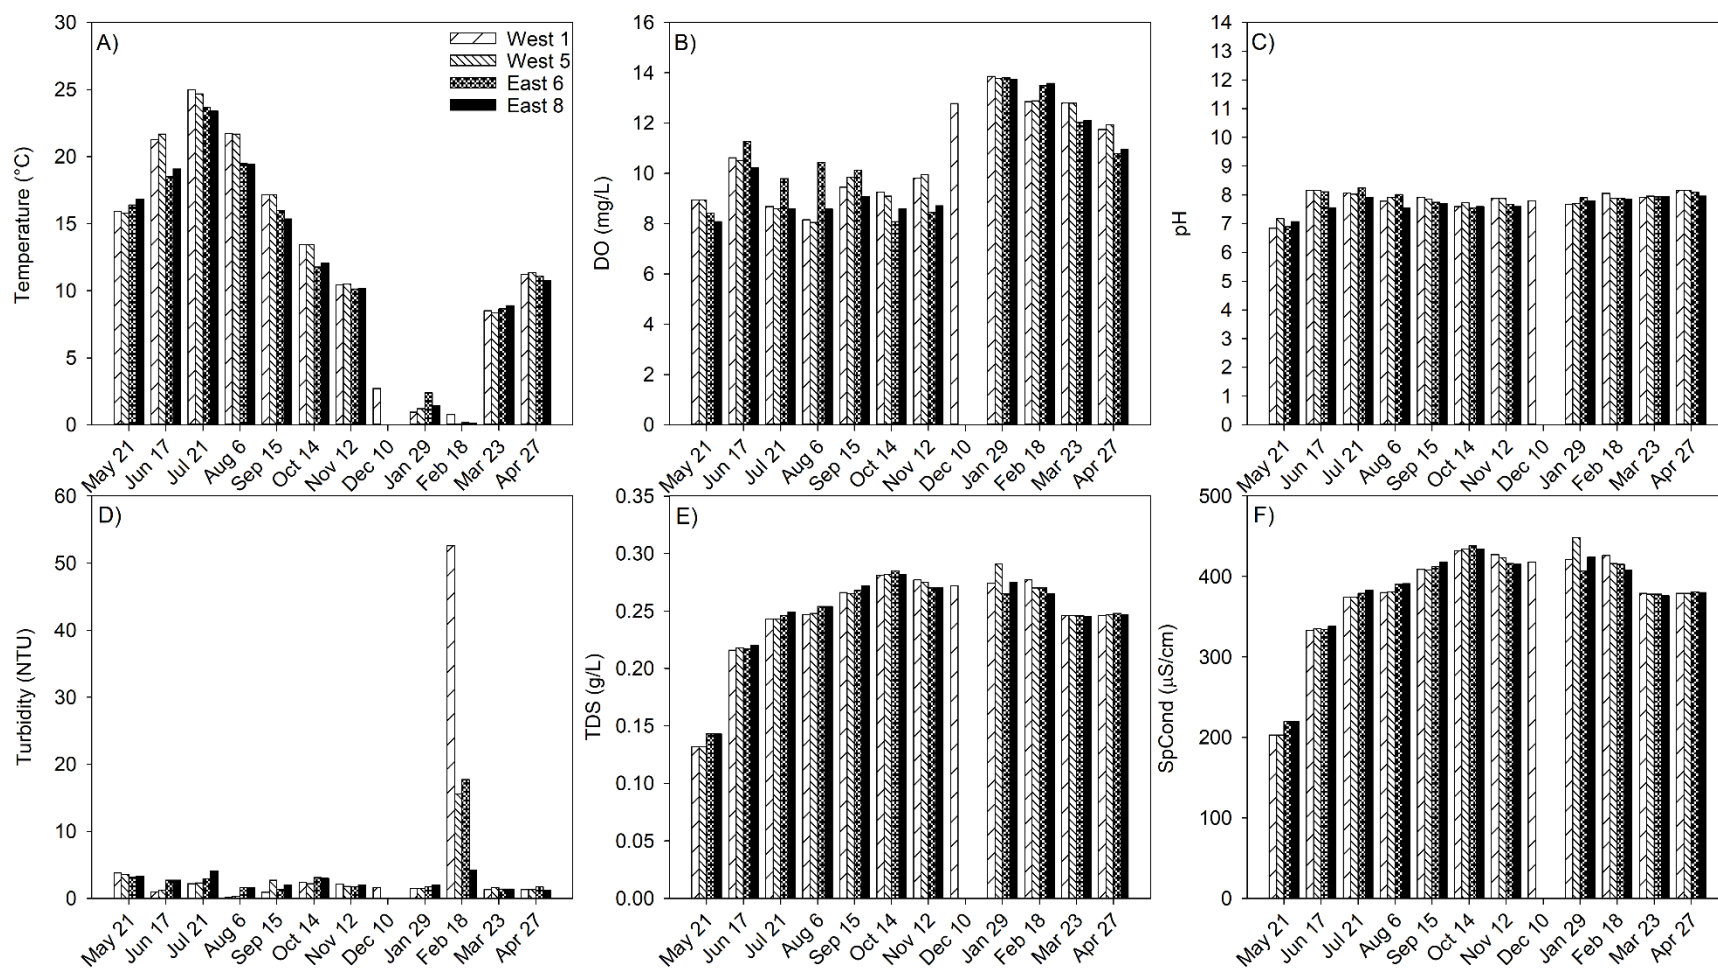 A)
West 1
West 5
East 6
East 8
Temperature (°C)
30
25
20
15
10
5
0
May 21
Jun 17
Jul 21
Aug 6
Sep 15
Oct 14
Nov 12
Dec 10
Jan 29
Feb 18
Mar 23
Apr 27
B)
DO (mg/L)
16
14
12
10
8
6
4
2
0
May 21
Jun 17
Jul 21
Aug 6
Sep 15
Oct 14
Nov 12
Dec 10
Jan 29
Feb 18
Mar 23
Apr 27
C)
pH
14
13
12
11
10
9
8
7
6
5
4
3
2
1
0
May 21
Jun 17
Jul 21
Aug 6
Sep 15
Oct 14
Nov 12
Dec 10
Jan 29
Feb 18
Mar 23
Apr 27
D)
Turbidity (NTU)
60
50
40
30
20
10
0
May 21
Jun 17
Jul 21
Aug 6
Sep 15
Oct 14
Nov 12
Dec 10
Jan 29
Feb 18
Mar 23
Apr 27
E)
TDS (g/L)
0.35
0.30
0.25
0.20
0.15
0.10
0.05
0.00
May 21
Jun 17
Jul 21
Aug 6
Sep 15
Oct 14
Nov 12
Dec 10
Jan 29
Feb 18
Mar 23
Apr 27
F)
SpCond (µS/cm)
500
400
300
200
100
0
May 21
Jun 17
Jul 21
Aug 6
Sep 15
Oct 14
Nov 12
Dec 10
Jan 29
Feb 18
Mar 23
Apr 27